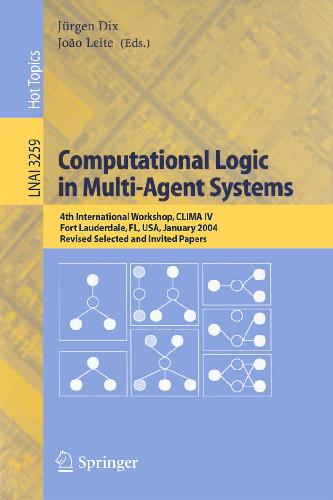 Jürgen Dix
João Leite (Eds.)
LNAI 3259
Hot Topics
Computational Logic
in Multi-Agent Systems
4th International Workshop, CLIMA IV
Fort Lauderdale, FL, USA, January 2004
Revised Selected and Invited Papers
Springer